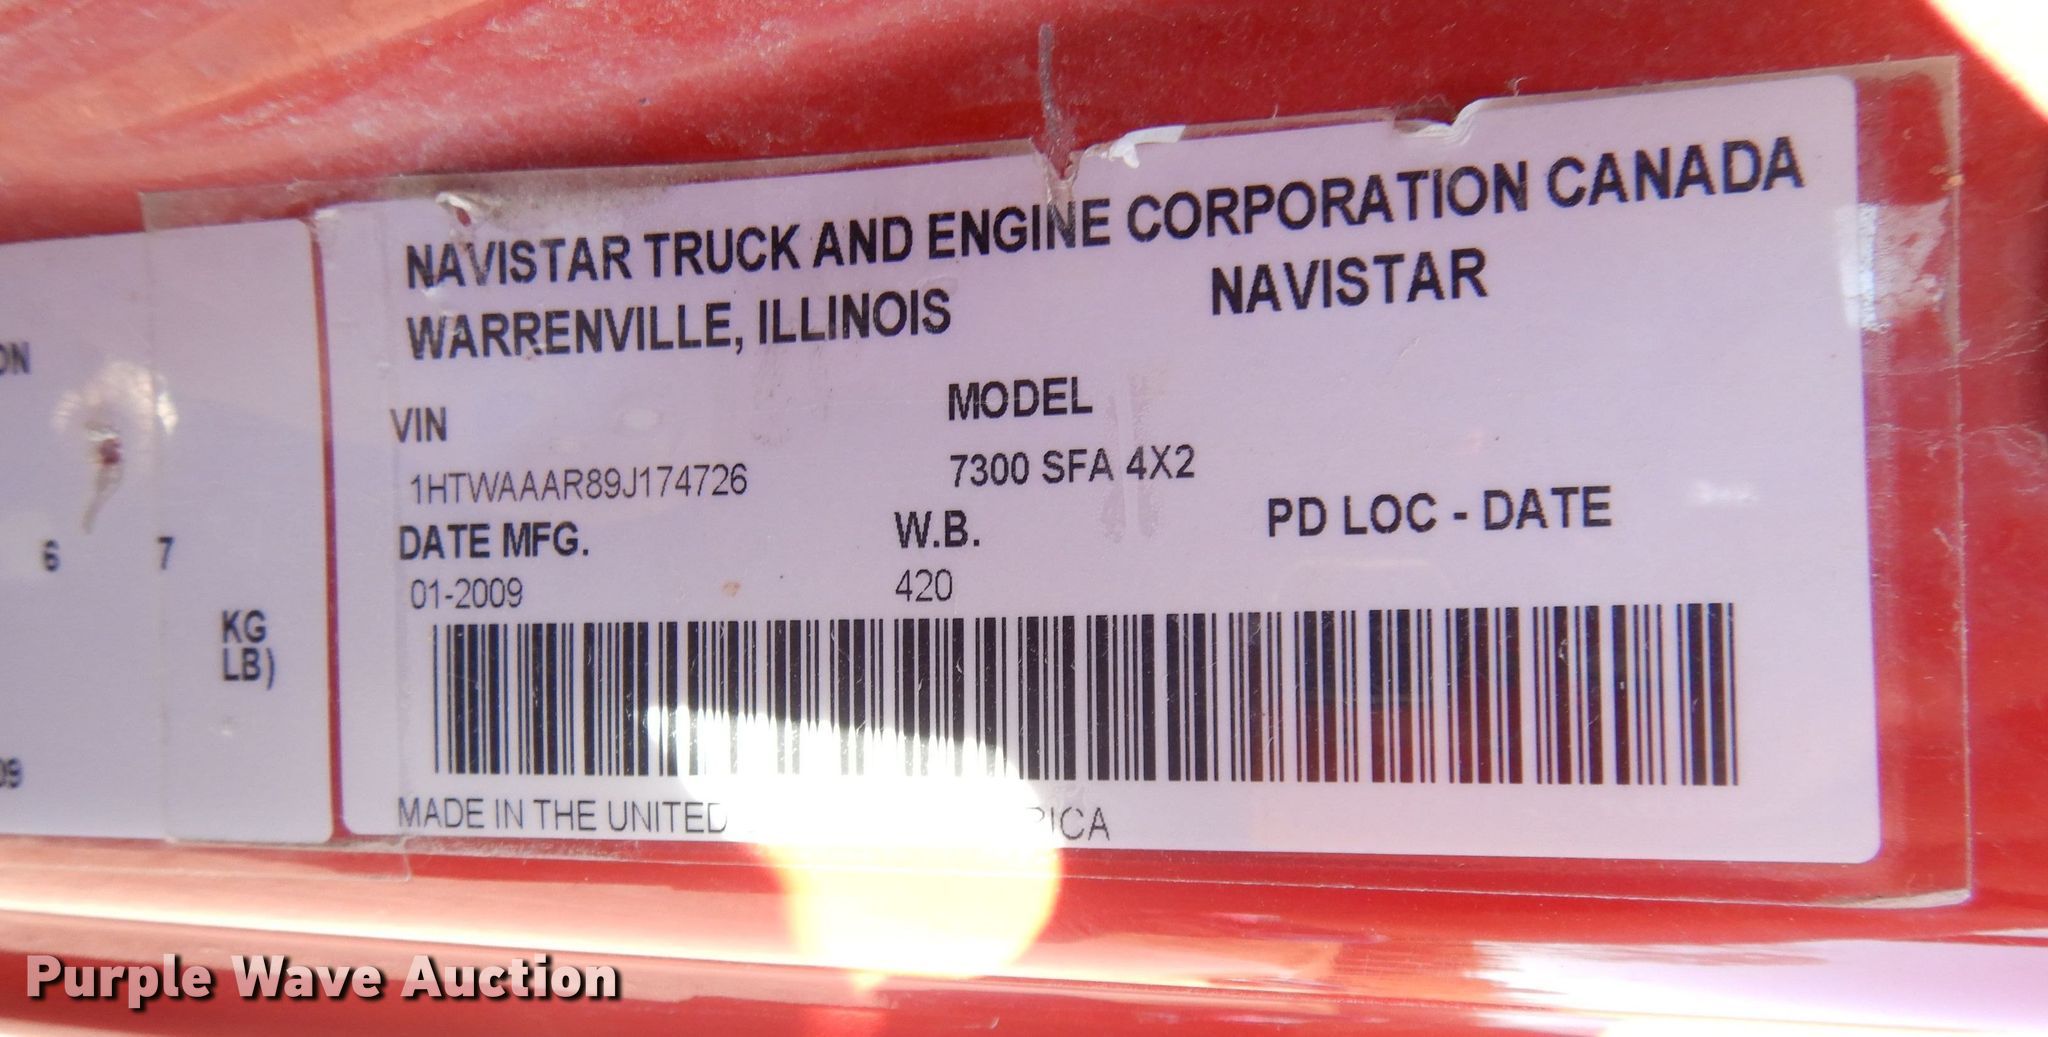 NAVISTAR TRUCK AND ENGINE CORPORATION CANADA
WARRENVILLE, ILLINOIS NAVISTAR
VIN MODEL
1HTWAAAR89J174726 7300 SFA 4X2
DATE MFG. W.B. PD LOC - DATE
01-2009 420
MADE IN THE UNITED
ON
6 7
KG
LB)
09
Purple Wave Auction